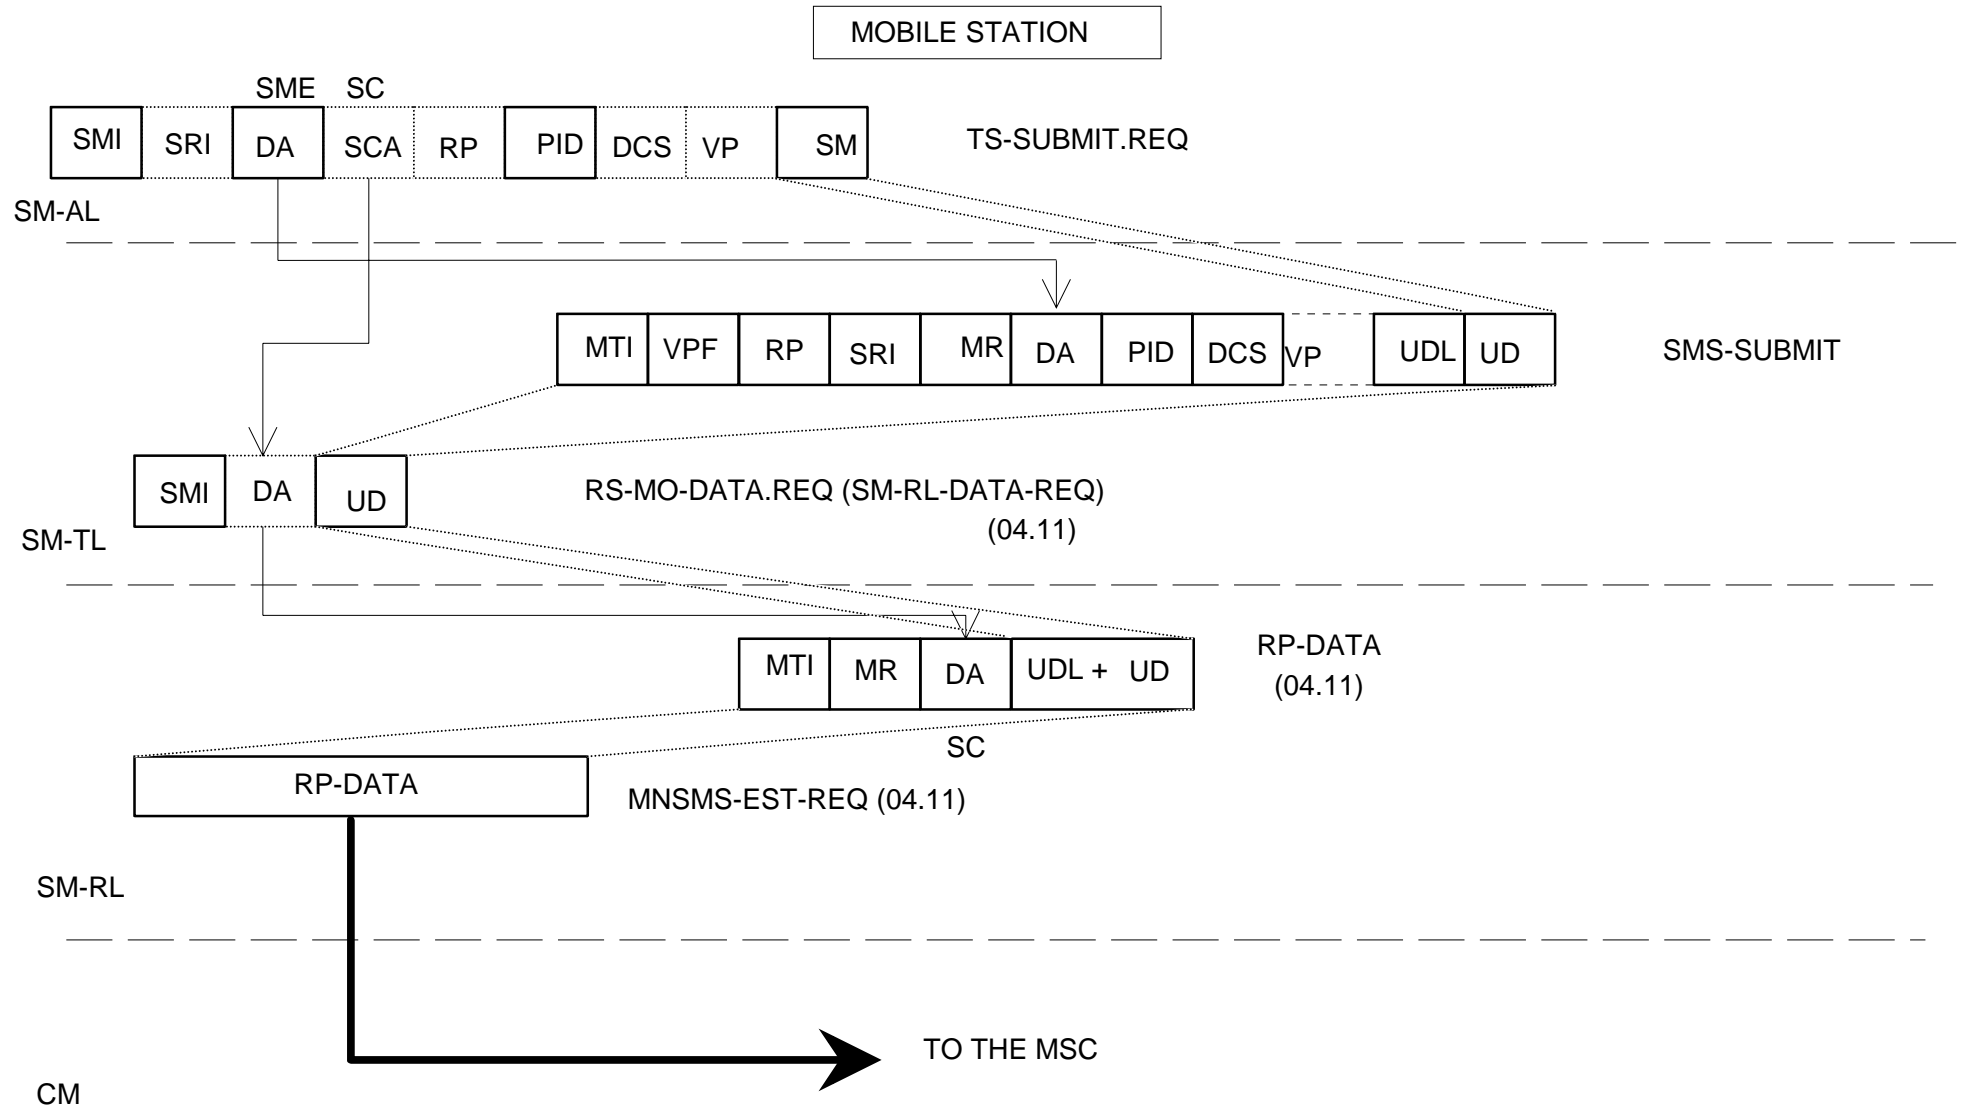 MOBILE STATION
SME SC
SMI SRI DA SCA RP PID DCS VP SM TS-SUBMIT.REQ
SM-AL
MTI VPF RP SRI MR DA PID DCS VP UDL UD SMS-SUBMIT
SMI DA UD RS-MO-DATA.REQ (SM-RL-DATA-REQ)
(04.11)
SM-TL
MTI MR DA UDL + UD RP-DATA
(04.11)
SC
RP-DATA MNSMS-EST-REQ (04.11)
SM-RL
TO THE MSC
CM